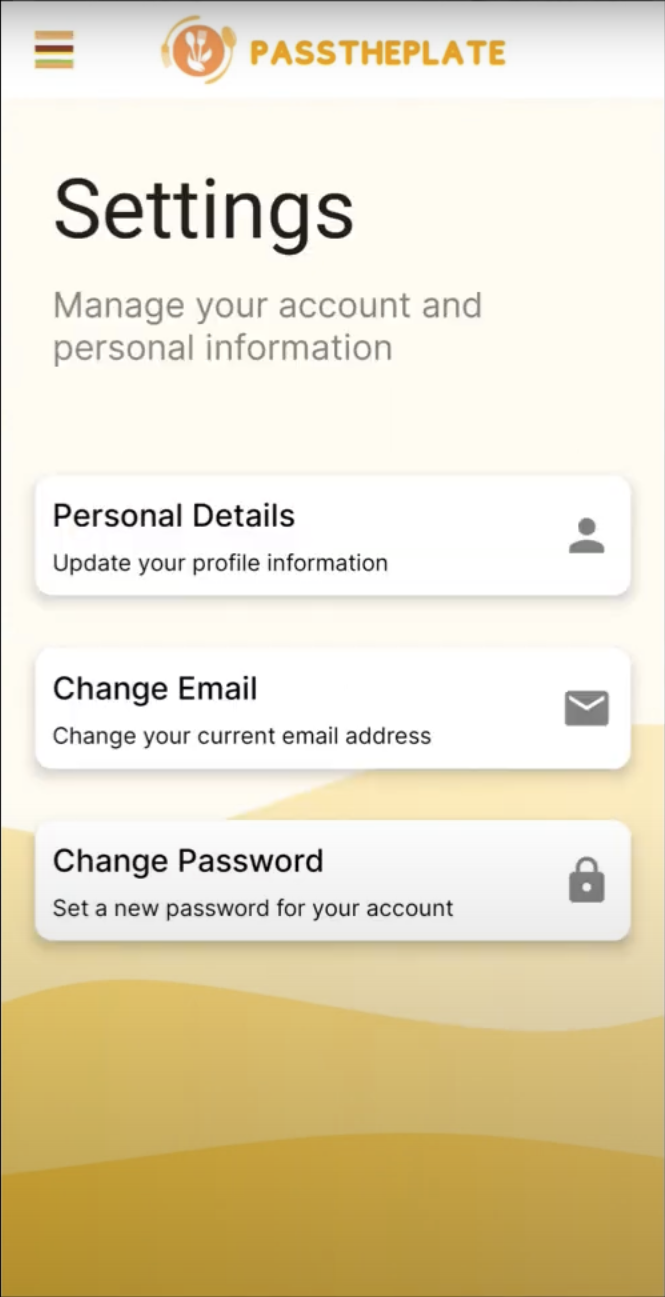 PASSTHEPLATE
Settings
Manage your account and
personal information
Personal Details
Update your profile information
Change Email
Change your current email address
Change Password
Set a new password for your account